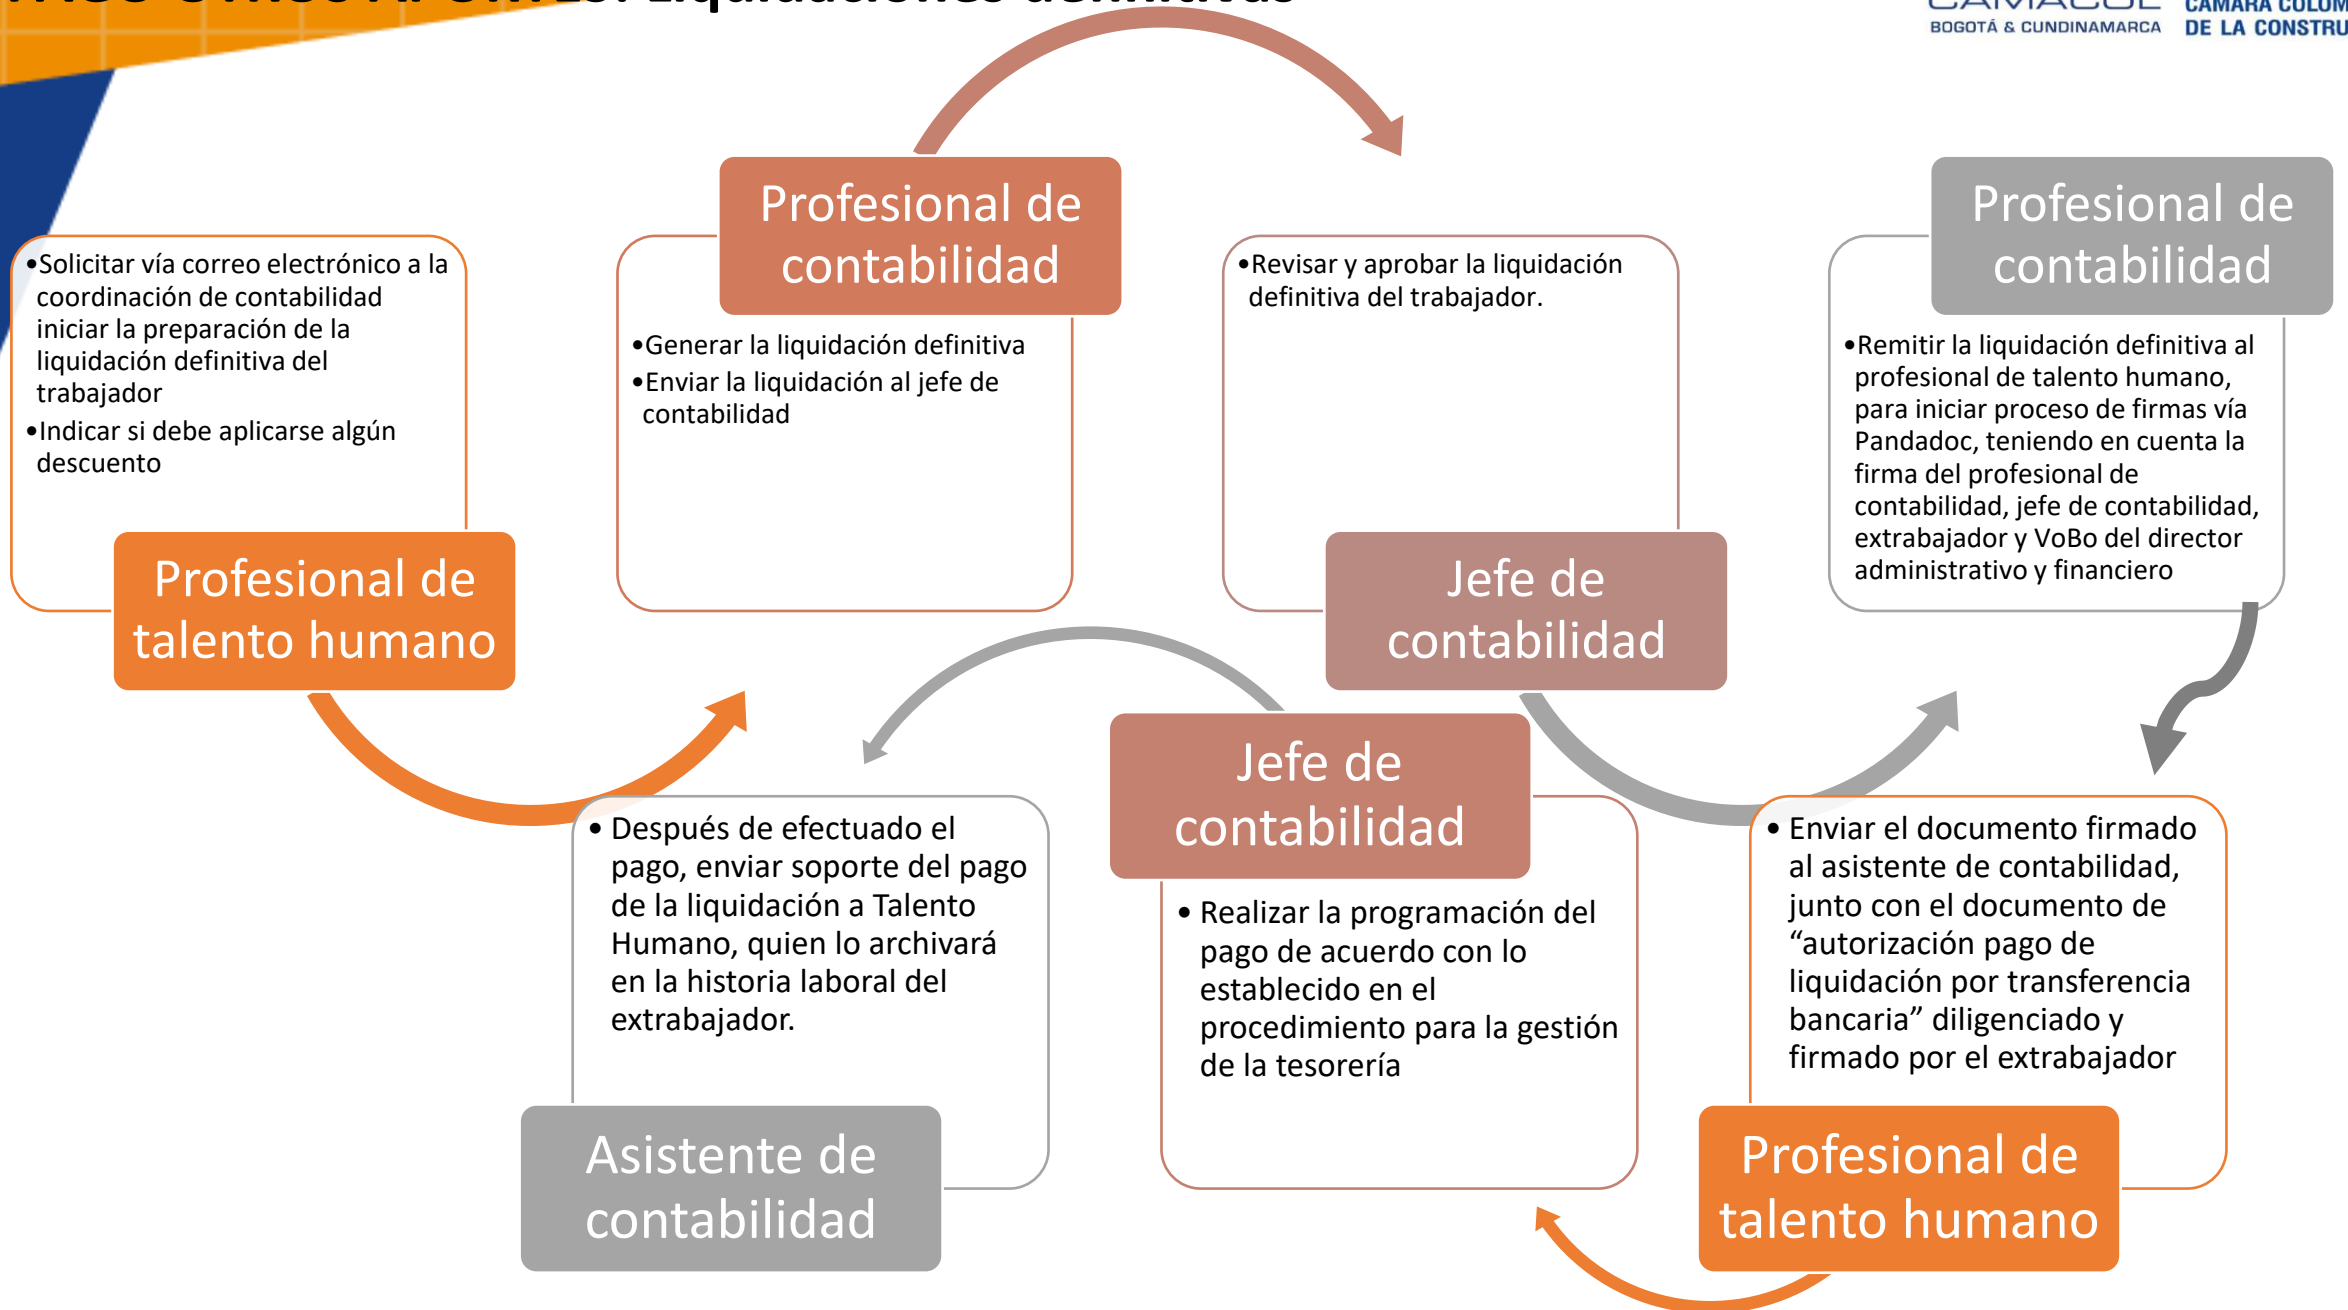 Liquidaciones definitivas
CAMACOL
BOGOTÁ & CUNDINAMARCA
DE LA CONSTRU
•Solicitar vía correo electrónico a la
coordinación de contabilidad
iniciar la preparación de la
liquidación definitiva del
trabajador
•Indicar si debe aplicarse algún
descuento
Profesional de
talento humano
Profesional de
contabilidad
•Generar la liquidación definitiva
•Enviar la liquidación al jefe de
contabilidad
•Revisar y aprobar la liquidación
definitiva del trabajador.
Jefe de
contabilidad
Profesional de
contabilidad
•Remitir la liquidación definitiva al
profesional de talento humano,
para iniciar proceso de firmas vía
Pandadoc, teniendo en cuenta la
firma del profesional de
contabilidad, jefe de contabilidad,
extrabajador y VoBo del director
administrativo y financiero
• Enviar el documento firmado
al asistente de contabilidad,
junto con el documento de
“autorización pago de
liquidación por transferencia
bancaria” diligenciado y
firmado por el extrabajador
Profesional de
talento humano
Jefe de
contabilidad
• Realizar la programación del
pago de acuerdo con lo
establecido en el
procedimiento para la gestión
de la tesorería
• Después de efectuado el
pago, enviar soporte del pago
de la liquidación a Talento
Humano, quien lo archivará
en la historia laboral del
extrabajador.
Asistente de
contabilidad